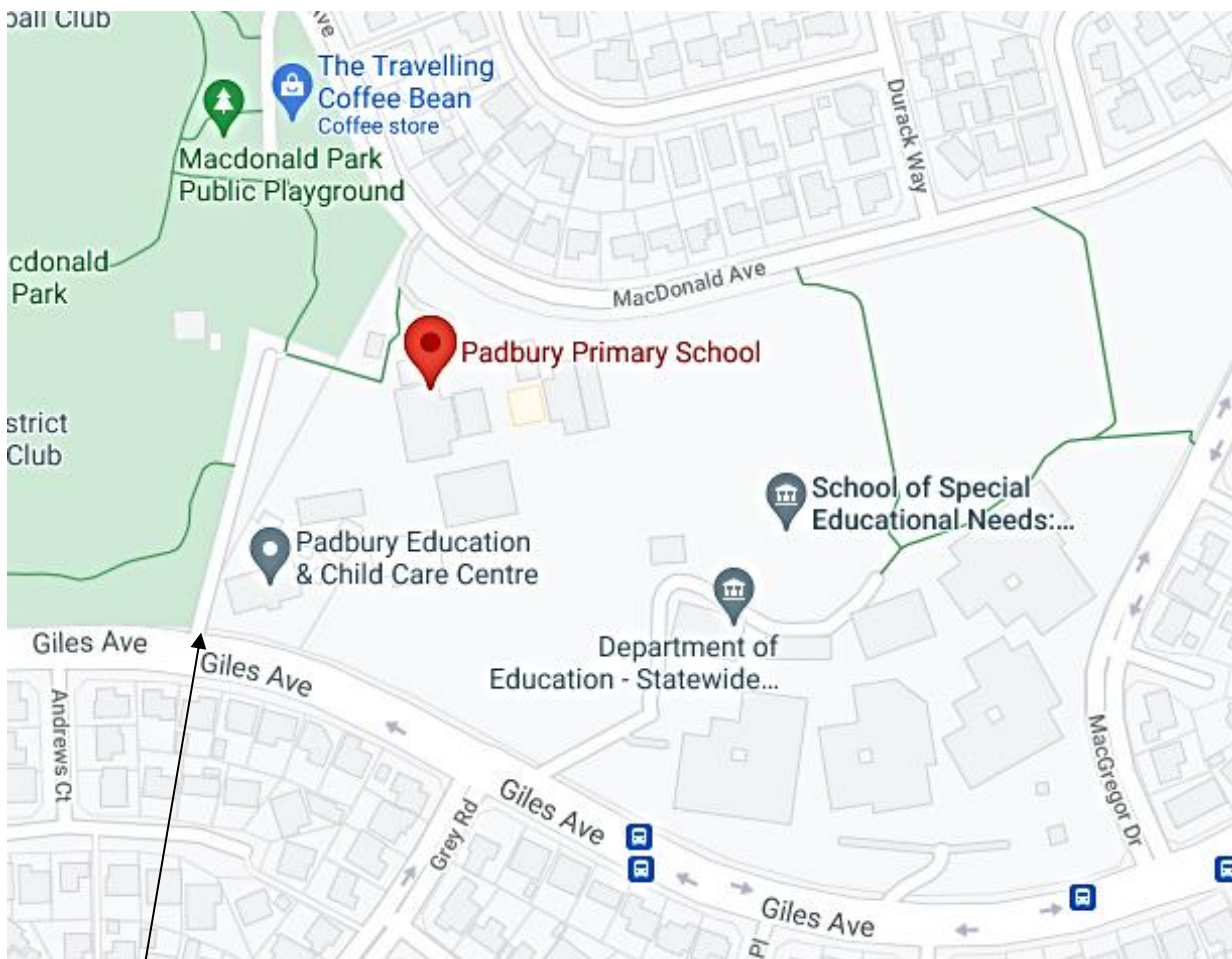 ball Club
Ave
The Travelling
Coffee Bean
Coffee store
Durack Way
Macdonald Park
Public Playground
cdonald
Park
MacDonald Ave
Padbury Primary School
strict
Club
School of Special
Educational Needs:...
Padbury Education
& Child Care Centre
Giles Ave
Giles Ave
Department of
Education - Statewide...
Andrews Ct
MacGregor Dr
Giles Ave
Grey Rd
Giles Ave
Pl